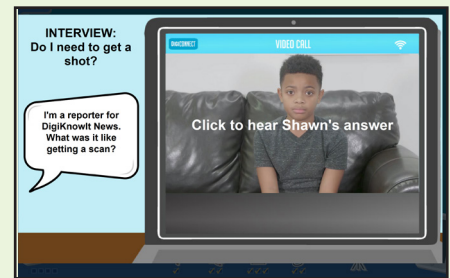 INTERVIEW:
Do I need to get a
shot?
DIGICONNECT
VIDEO CALL
I'm a reporter for
DigiKnowIt News.
What was it like
getting a scan?
Click to hear Shawn's answer